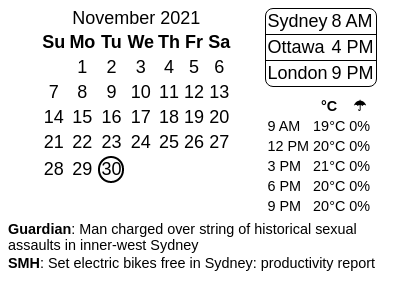 November 2021
Su Mo Tu We Th Fr Sa
1 2 3 4 5 6
7 8 9 10 11 12 13
14 15 16 17 18 19 20
21 22 23 24 25 26 27
28 29 30
Sydney 8 AM
Ottawa 4 PM
London 9 PM
°C ☂
9 AM 19°C 0%
12 PM 20°C 0%
3 PM 21°C 0%
6 PM 20°C 0%
9 PM 20°C 0%
Guardian: Man charged over string of historical sexual
assaults in inner-west Sydney
SMH: Set electric bikes free in Sydney: productivity report